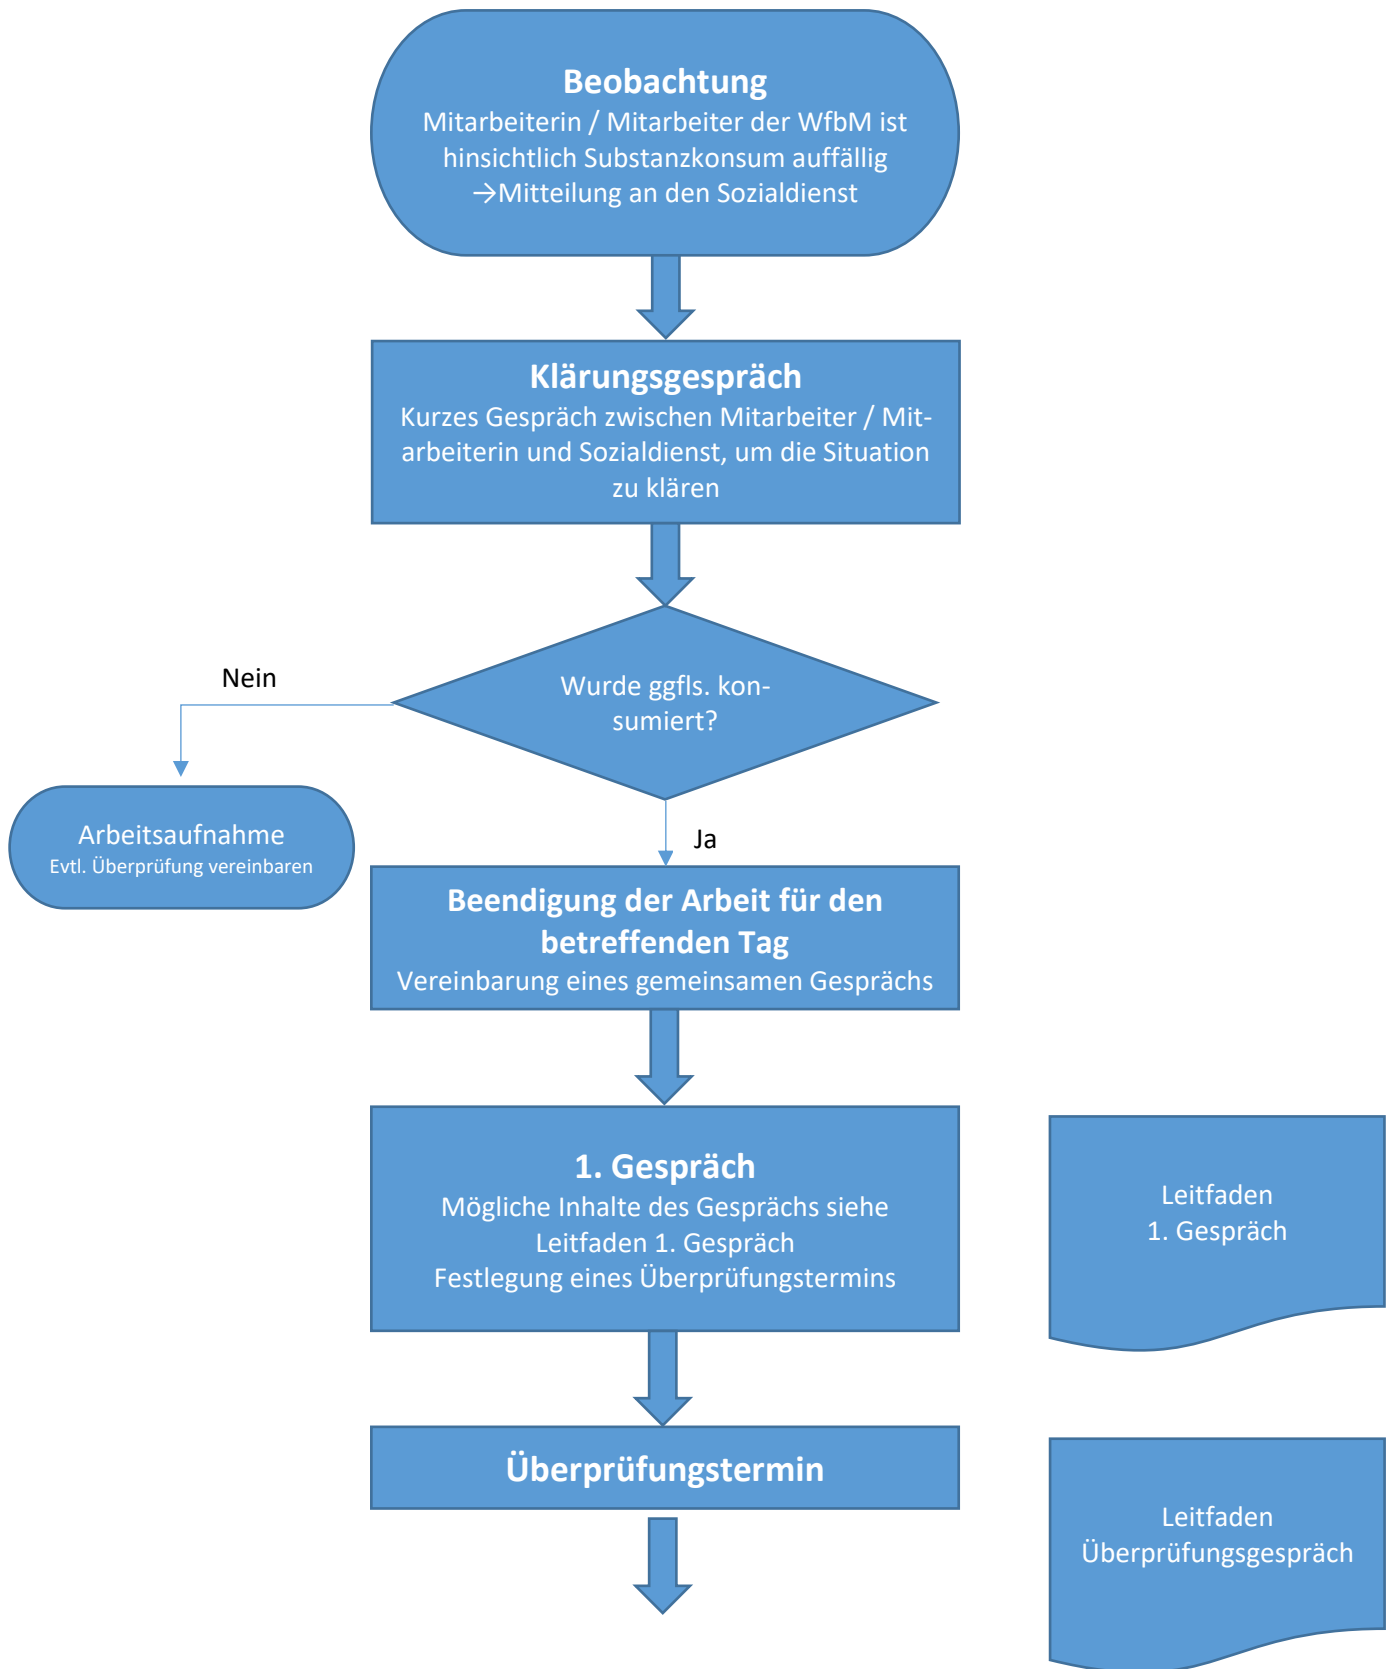 Beobachtung
Mitarbeiterin / Mitarbeiter der WfbM ist
hinsichtlich Substanzkonsum auffällig
→Mitteilung an den Sozialdienst
Klärungsgespräch
Kurzes Gespräch zwischen Mitarbeiter / Mit-
arbeiterin und Sozialdienst, um die Situation
zu klären
Wurde ggfls. kon-
sumiert?
Nein
Arbeitsaufnahme
Evtl. Überprüfung vereinbaren
Ja
Beendigung der Arbeit für den
betreffenden Tag
Vereinbarung eines gemeinsamen Gesprächs
1. Gespräch
Mögliche Inhalte des Gesprächs siehe
Leitfaden 1. Gespräch
Festlegung eines Überprüfungstermins
Leitfaden
1. Gespräch
Überprüfungstermin
Leitfaden
Überprüfungsgespräch